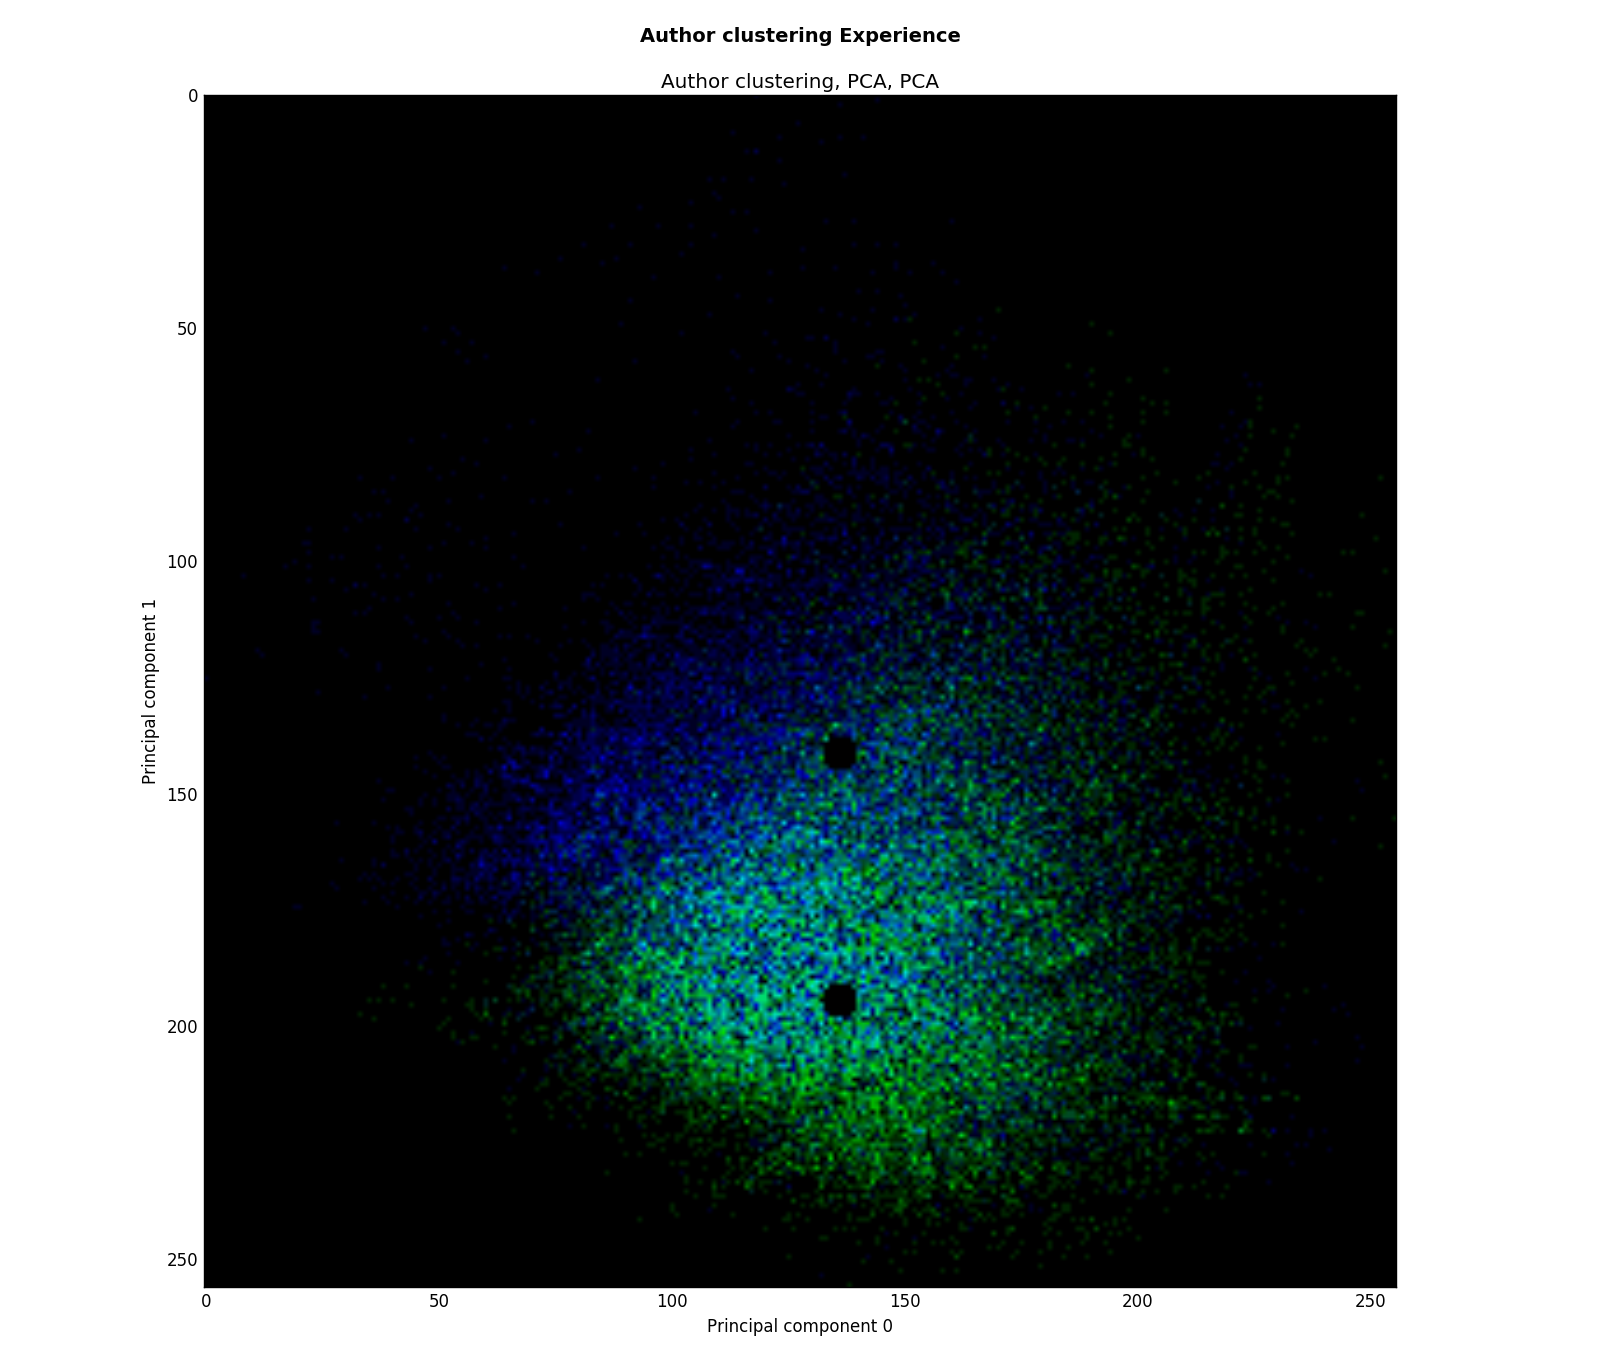 Author clustering Experience
Author clustering, PCA, PCA
0
50
100
150
200
250
Principal component 1
0 50 100 150 200 250
Principal component 0